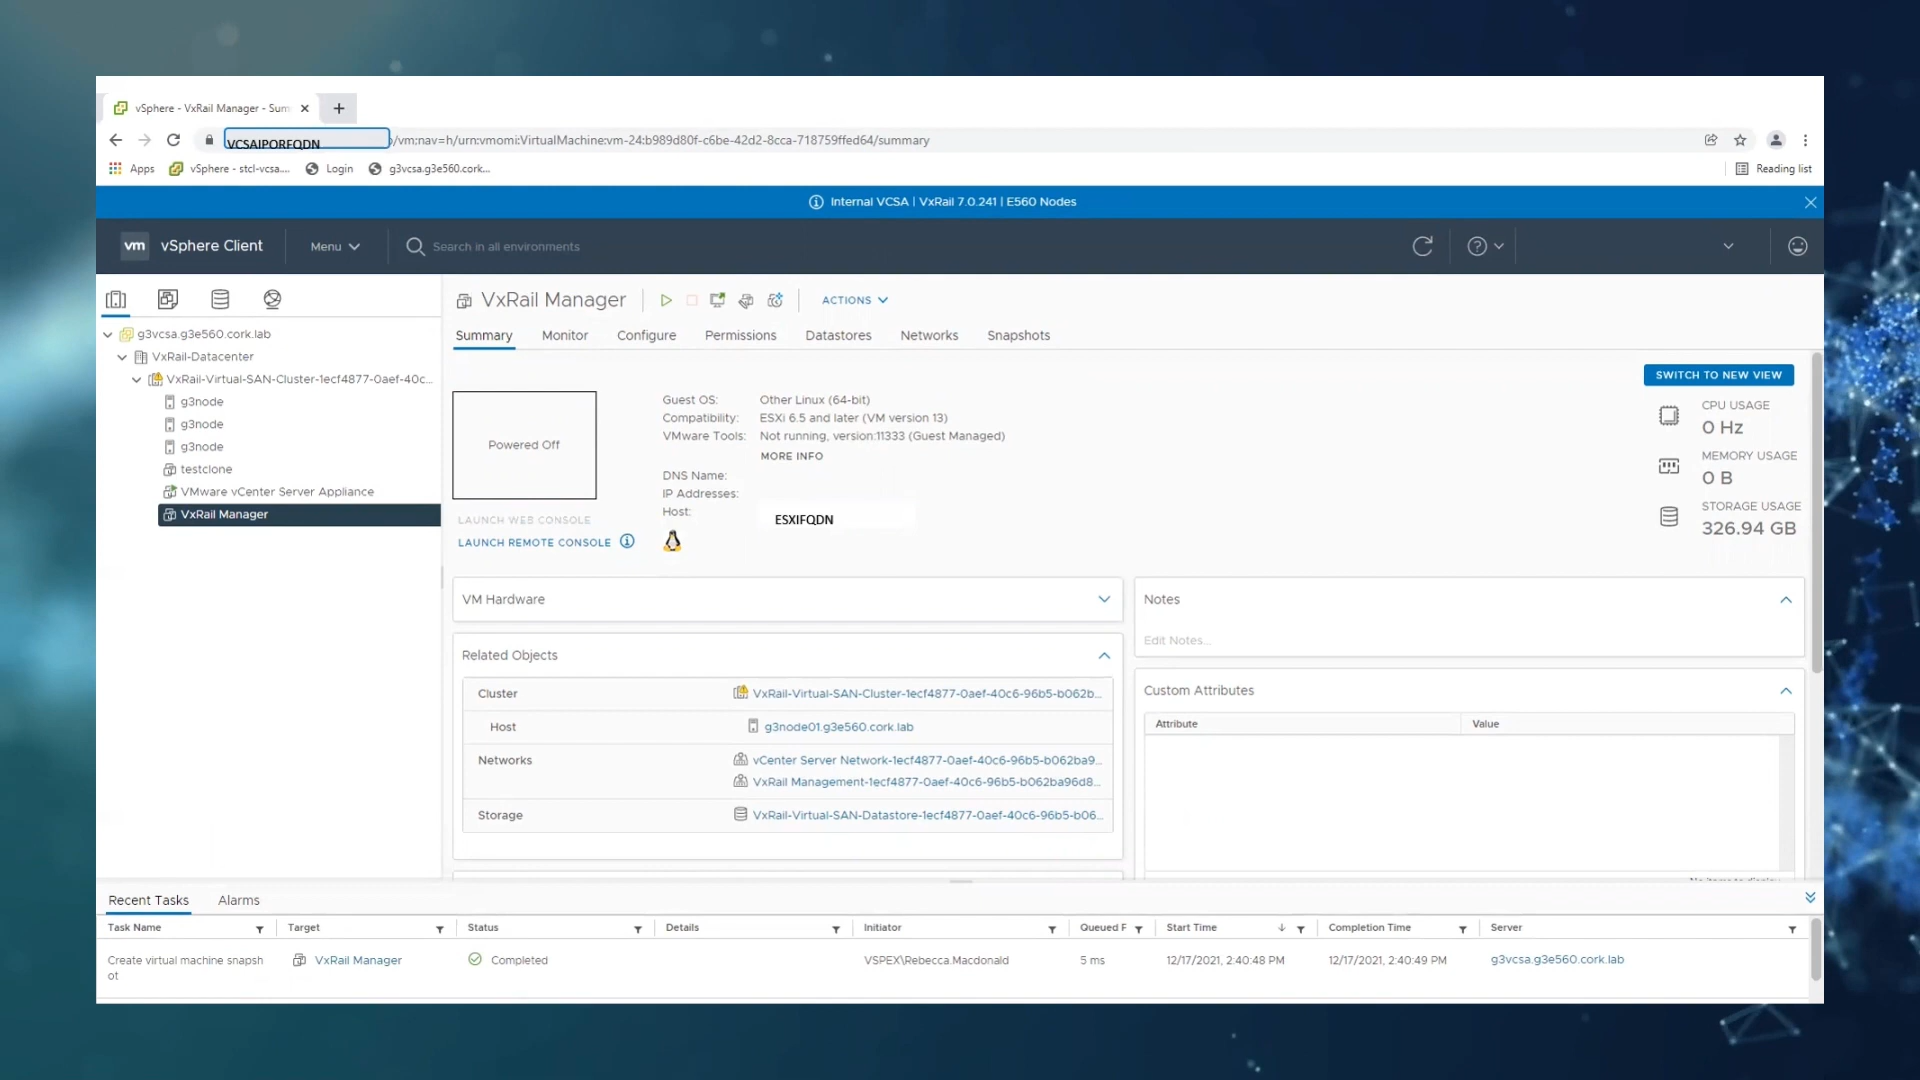 vSphere - VxRail Manager - Sum
VCSAIPORFQDN
/vm;nav=h/urn:vmomi:VirtualMachine:vm-24:b989d80f-c6be-42d2-8cca-718759ffed64/summary
Apps vSphere - stcl-vcsa.... Login g3vcsa.g3e560.cork...
Reading list
Internal VCSA | VxRail 7.0.241 | E560 Nodes
vm vSphere Client Menu Search in all environments
g3vcsa.g3e560.cork.lab
VxRail-Datacenter
VxRail-Virtual-SAN-Cluster-1ecf4877-0aef-40c...
g3node
g3node
g3node
testclone
VMware vCenter Server Appliance
VxRail Manager
VxRail Manager ACTIONS
Summary Monitor Configure Permissions Datastores Networks Snapshots
SWITCH TO NEW VIEW
Powered Off
LAUNCH WEB CONSOLE
LAUNCH REMOTE CONSOLE
Guest OS: Other Linux (64-bit)
Compatibility: ESXi 6.5 and later (VM version 13)
VMware Tools: Not running, version:11333 (Guest Managed)
MORE INFO
DNS Name:
IP Addresses:
Host: ESXIFQDN
CPU USAGE
0 Hz
MEMORY USAGE
0 B
STORAGE USAGE
326.94 GB
VM Hardware
Related Objects
Cluster VxRail-Virtual-SAN-Cluster-1ecf4877-0aef-40c6-96b5-b062b...
Host g3node01.g3e560.cork.lab
Networks vCenter Server Network-1ecf4877-0aef-40c6-96b5-b062ba9...
VxRail Management-1ecf4877-0aef-40c6-96b5-b062ba96d8...
Storage VxRail-Virtual-SAN-Datastore-1ecf4877-0aef-40c6-96b5-b06...
Notes
Edit Notes...
Custom Attributes
Attribute Value
Recent Tasks Alarms
Task Name Target Status Details Initiator Queued F Start Time Completion Time Server
Create virtual machine snapsh VxRail Manager Completed VSPEX\Rebecca.Macdonald 5 ms 12/17/2021, 2:40:48 PM 12/17/2021, 2:40:49 PM g3vcsa.g3e560.cork.lab
ot